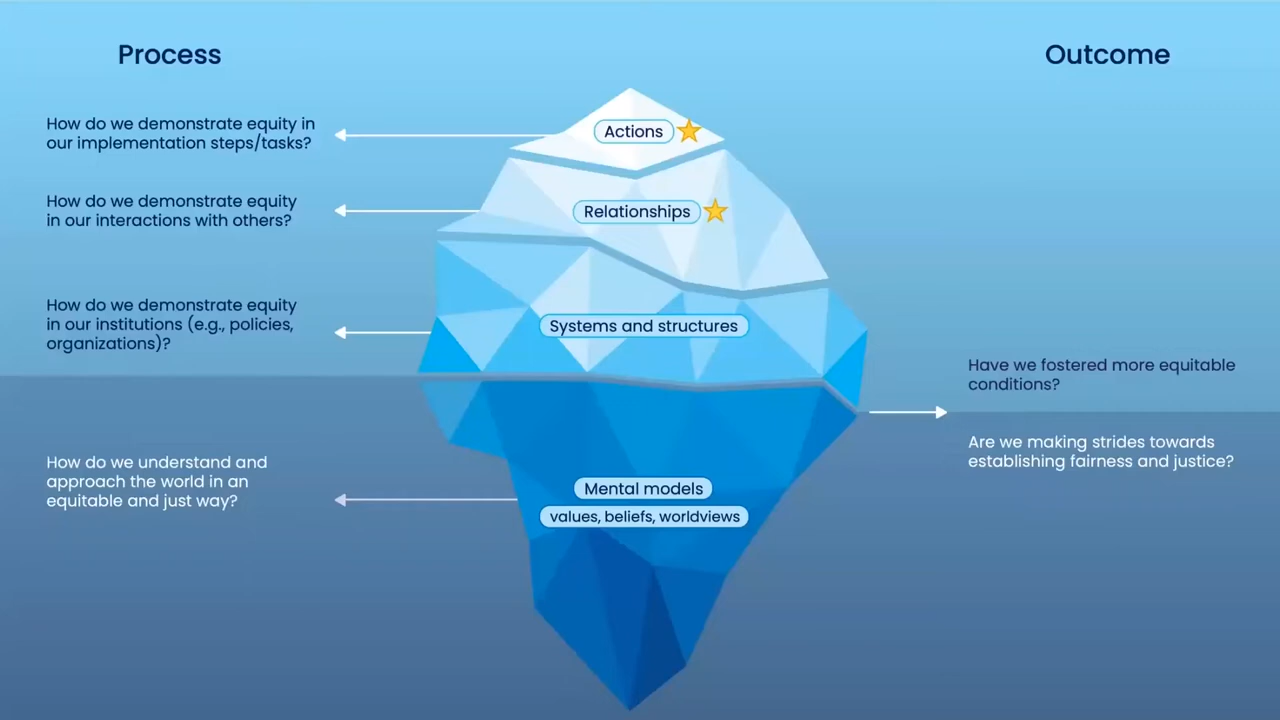 Process
Outcome
How do we demonstrate equity in
our implementation steps/tasks?
Actions
How do we demonstrate equity
in our interactions with others?
Relationships
How do we demonstrate equity
in our institutions (e.g., policies,
organizations)?
Systems and structures
Have we fostered more equitable
conditions?
Are we making strides towards
establishing fairness and justice?
How do we understand and
approach the world in an
equitable and just way?
Mental models
values, beliefs, worldviews